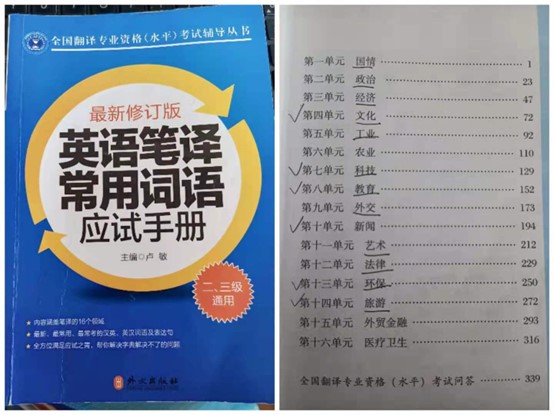 全国翻译专业资格（水平）考试辅导丛书
最新修订版
英语笔译
常用词语
应试手册
主编◎卢 敏
二、三级
通用
• 内容涵盖笔译的16个领域
• 最新、最常用、最常考的汉英、英汉词语及表达句
• 全方位满足应试之需，帮你解决字典解决不了的问题
外文出版社
第一单元 国情 1
第二单元 政治 23
第三单元 经济 47
第四单元 文化 72
第五单元 工业 92
第六单元 农业 110
第七单元 科技 129
第八单元 教育 152
第九单元 外交 173
第十单元 新闻 194
第十一单元 艺术 212
第十二单元 法律 229
第十三单元 环保 250
第十四单元 旅游 272
第十五单元 外贸金融 293
第十六单元 医疗卫生 316
全国翻译专业资格（水平）考试问答 339